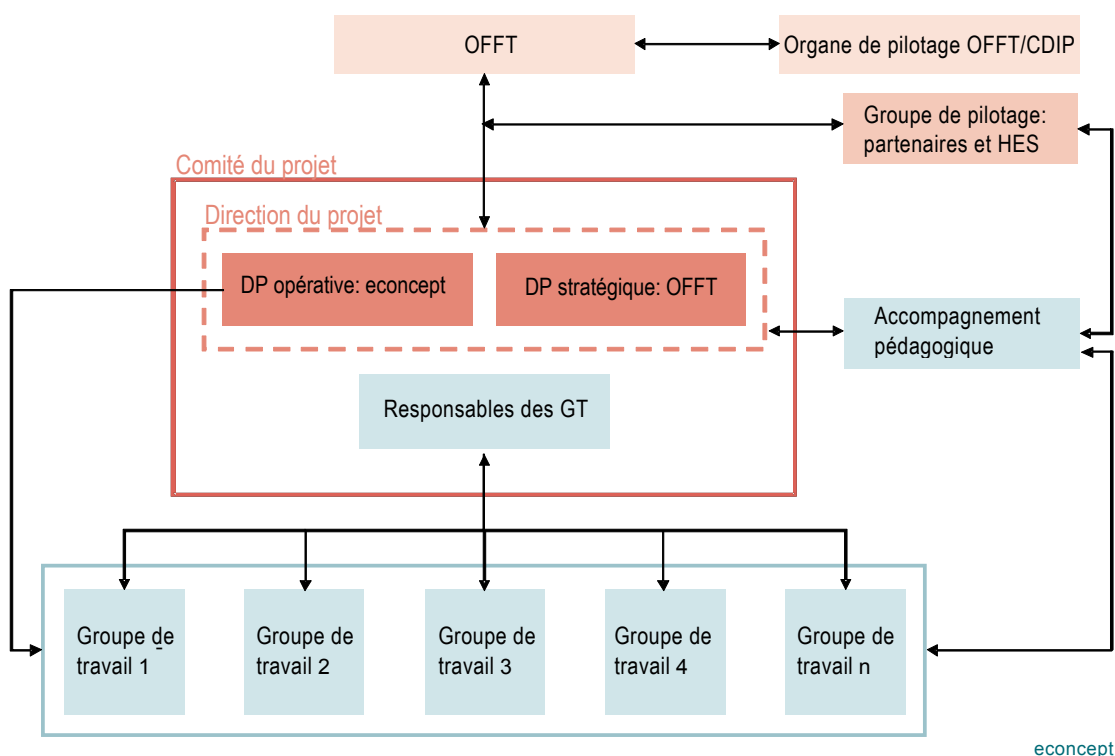 OFFT
Organe de pilotage OFFT/CDIP
Groupe de pilotage:
partenaires et HES
Comité du projet
Direction du projet
DP opérative: econcept
DP stratégique: OFFT
Accompagnement
pédagogique
Responsables des GT
Groupe de
travail 1
Groupe de
travail 2
Groupe de
travail 3
Groupe de
travail 4
Groupe de
travail n
econcept